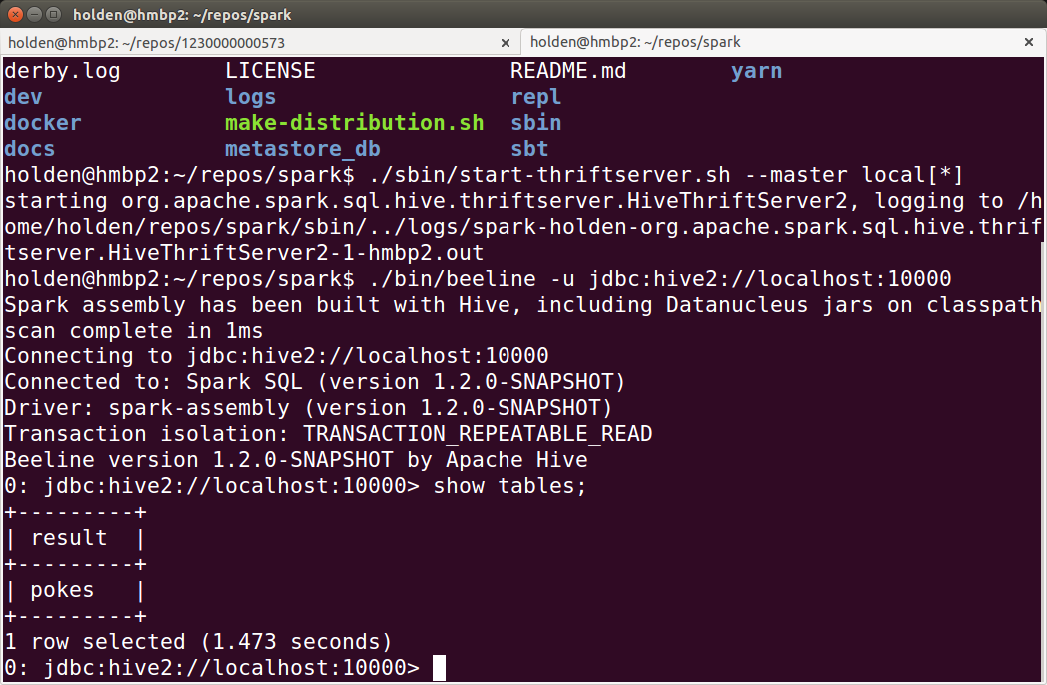 holden@hmbp2: ~/repos/spark
holden@hmbp2: ~/repos/1230000000573 × holden@hmbp2: ~/repos/spark ×
derby.log LICENSE README.md yarn
dev logs repl
docker make-distribution.sh sbin
docs metastore_db sbt
holden@hmbp2:~/repos/spark$ ./sbin/start-thriftserver.sh --master local[*]
starting org.apache.spark.sql.hive.thriftserver.HiveThriftServer2, logging to /h
ome/holden/repos/spark/sbin/../logs/spark-holden-org.apache.spark.sql.hive.thrif
tserver.HiveThriftServer2-1-hmbp2.out
holden@hmbp2:~/repos/spark$ ./bin/beeline -u jdbc:hive2://localhost:10000
Spark assembly has been built with Hive, including Datanucleus jars on classpath
scan complete in 1ms
Connecting to jdbc:hive2://localhost:10000
Connected to: Spark SQL (version 1.2.0-SNAPSHOT)
Driver: spark-assembly (version 1.2.0-SNAPSHOT)
Transaction isolation: TRANSACTION_REPEATABLE_READ
Beeline version 1.2.0-SNAPSHOT by Apache Hive
0: jdbc:hive2://localhost:10000> show tables;
+---------+
| result  |
+---------+
| pokes   |
+---------+
1 row selected (1.473 seconds)
0: jdbc:hive2://localhost:10000>